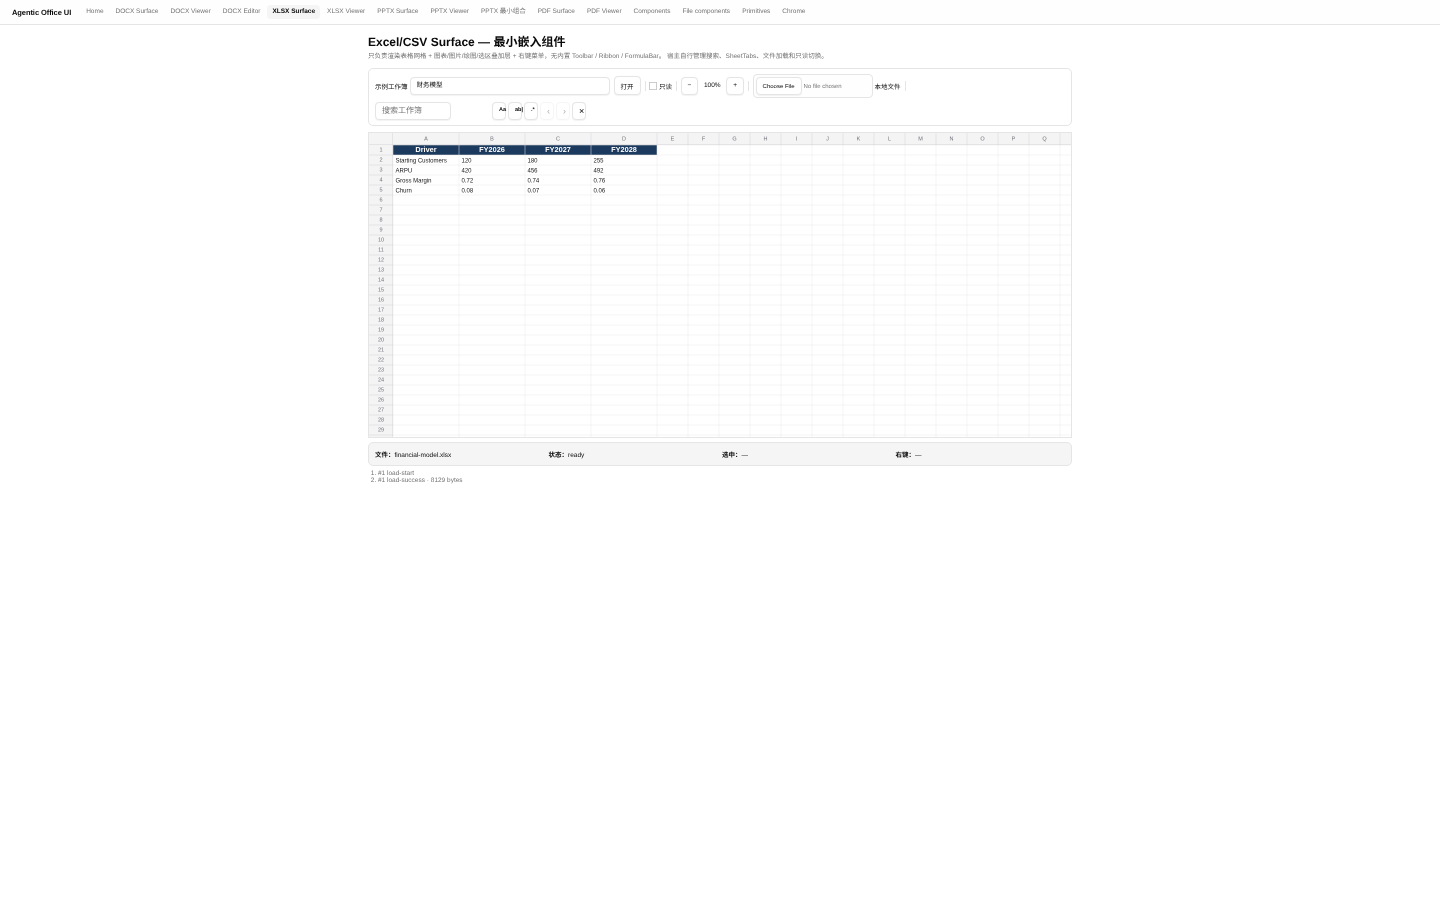 Agentic Office UI Home DOCX Surface DOCX Viewer DOCX Editor XLSX Surface XLSX Viewer PPTX Surface PPTX Viewer PPTX 最小组合 PDF Surface PDF Viewer Components File components Primitives Chrome
Excel/CSV Surface — 最小嵌入组件
只负责渲染表格网格 + 图表/图片/绘图/选区叠加层 + 右键菜单，无内置 Toolbar / Ribbon / FormulaBar。 宿主自行管理搜索、SheetTabs、文件加载和只读切换。
示例工作簿 财务模型 打开 只读 − 100% + Choose File No file chosen 本地文件
搜索工作簿 Aa ab| .* ‹ › ✕
A B C D E F G H I J K L M N O P Q
1 Driver FY2026 FY2027 FY2028
2 Starting Customers 120 180 255
3 ARPU 420 456 492
4 Gross Margin 0.72 0.74 0.76
5 Churn 0.08 0.07 0.06
6
7
8
9
10
11
12
13
14
15
16
17
18
19
20
21
22
23
24
25
26
27
28
29
文件： financial-model.xlsx 状态： ready 选中： — 右键： —
1. #1 load-start
2. #1 load-success · 8129 bytes